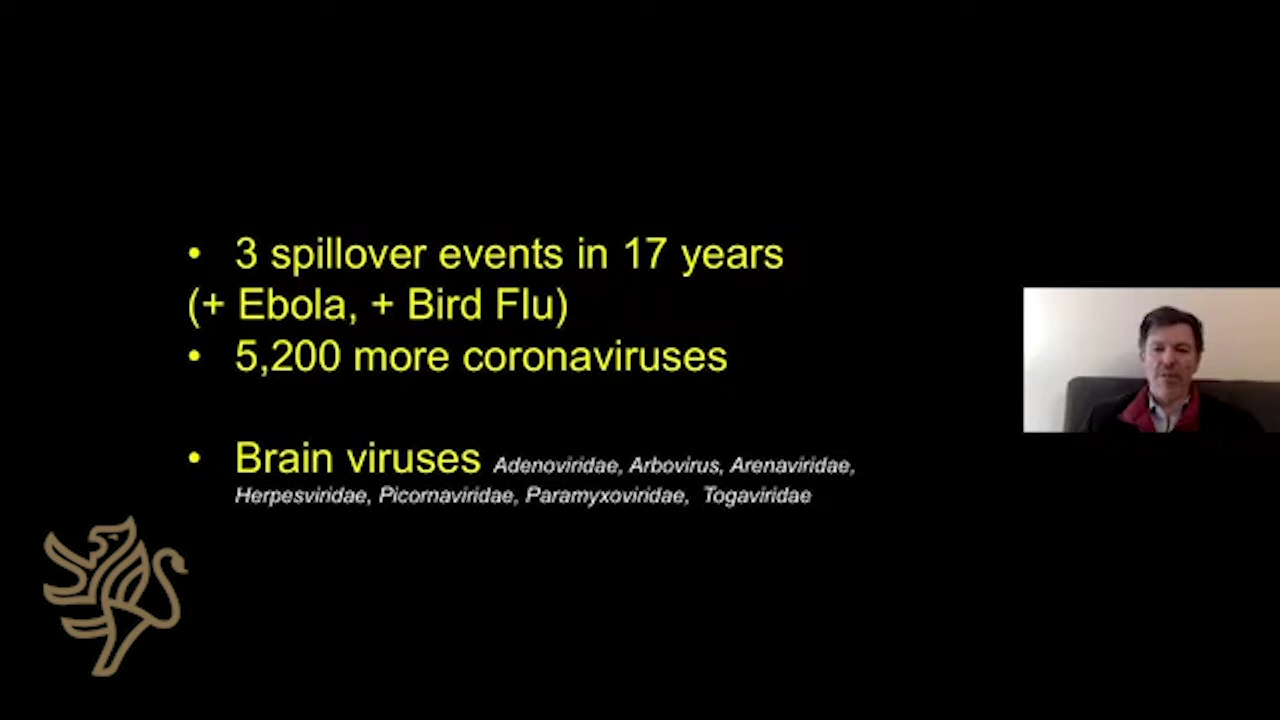 • 3 spillover events in 17 years
(+ Ebola, + Bird Flu)
• 5,200 more coronaviruses
• Brain viruses Adenoviridae, Arbovirus, Arenaviridae,
Herpesviridae, Picornaviridae, Paramyxoviridae, Togaviridae